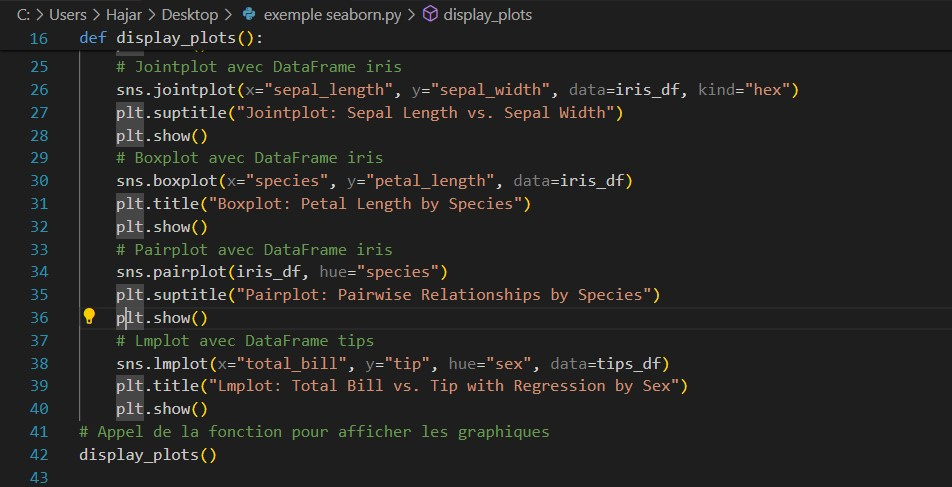 C: > Users > Hajar > Desktop > exemple seaborn.py > display_plots
16 def display_plots():
25 # Jointplot avec DataFrame iris
26 sns.jointplot(x="sepal_length", y="sepal_width", data=iris_df, kind="hex")
27 plt.suptitle("Jointplot: Sepal Length vs. Sepal Width")
28 plt.show()
29 # Boxplot avec DataFrame iris
30 sns.boxplot(x="species", y="petal_length", data=iris_df)
31 plt.title("Boxplot: Petal Length by Species")
32 plt.show()
33 # Pairplot avec DataFrame iris
34 sns.pairplot(iris_df, hue="species")
35 plt.suptitle("Pairplot: Pairwise Relationships by Species")
36 plt.show()
37 # Lmplot avec DataFrame tips
38 sns.lmplot(x="total_bill", y="tip", hue="sex", data=tips_df)
39 plt.title("Lmplot: Total Bill vs. Tip with Regression by Sex")
40 plt.show()
41 # Appel de la fonction pour afficher les graphiques
42 display_plots()
43